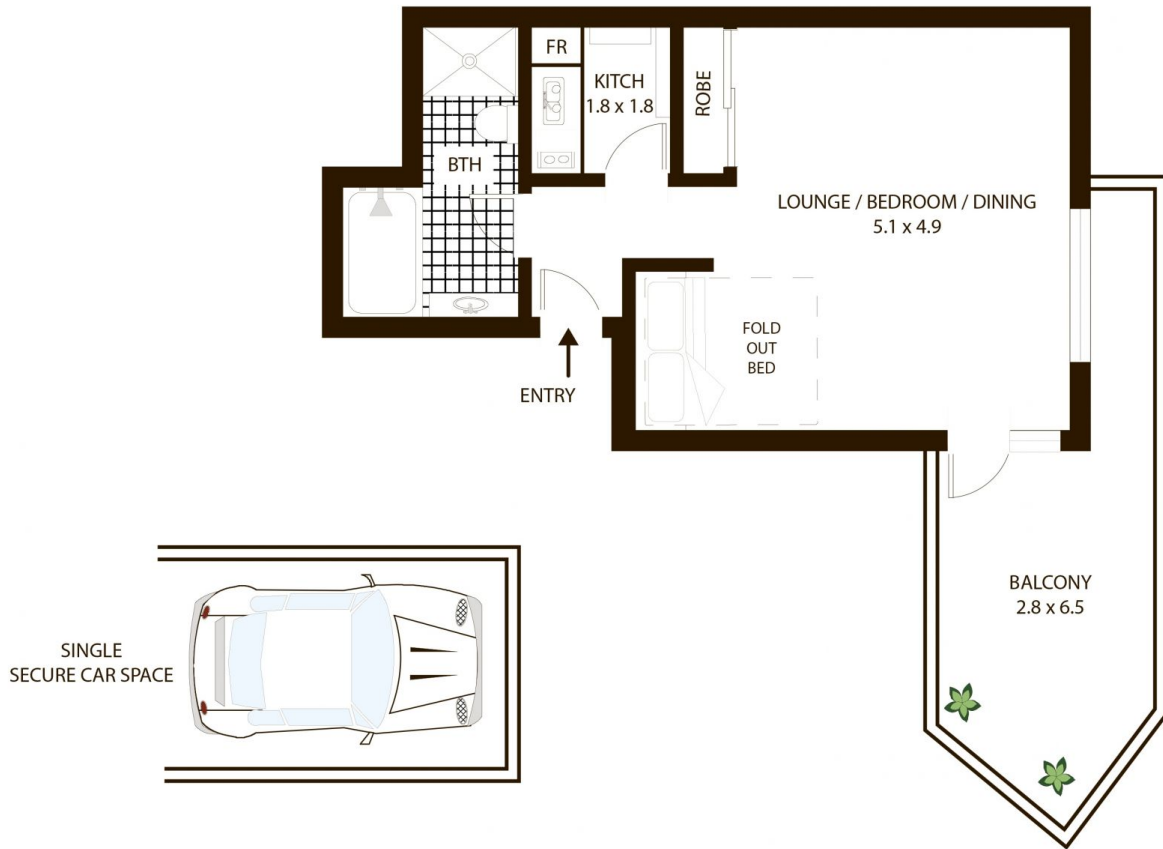 FR
KITCH
1.8 x 1.8
ROBE
BTH
LOUNGE / BEDROOM / DINING
5.1 x 4.9
FOLD
OUT
BED
ENTRY
BALCONY
2.8 x 6.5
SINGLE
SECURE CAR SPACE